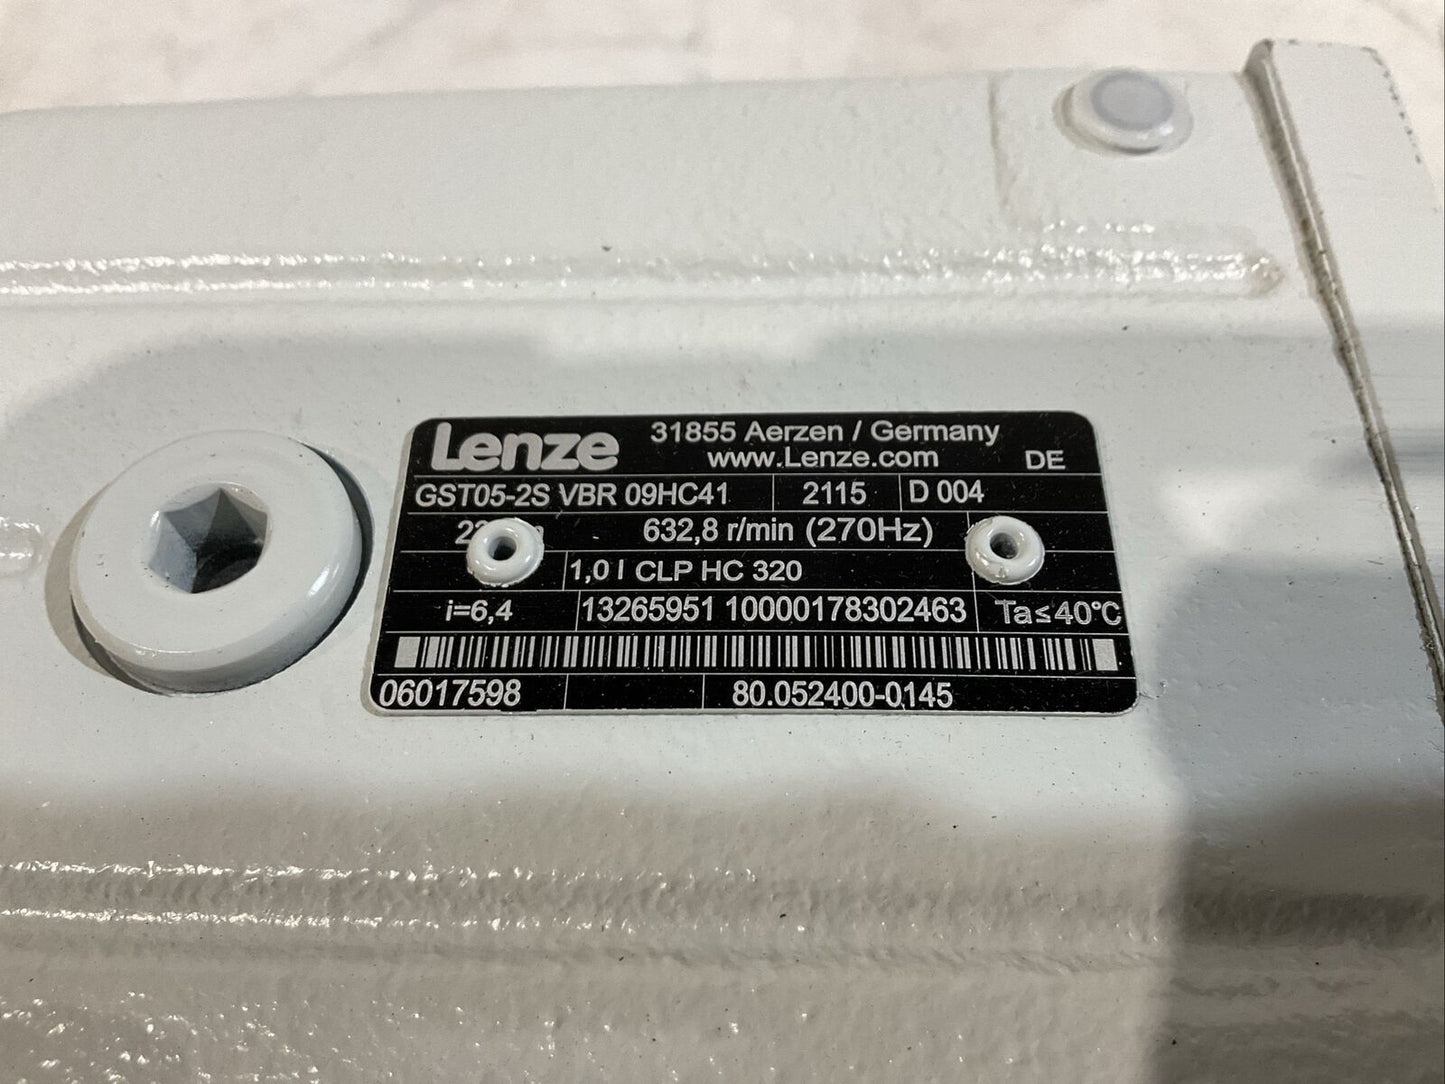 Lenze 31855 Aerzen / Germany
www.Lenze.com DE
GST05-2S VBR 09HC41 2115 D 004
632,8 r/min (270Hz)
1,0 l CLP HC 320
i=6,4 13265951 10000178302463 Ta≤40°C
06017598 80.052400-0145